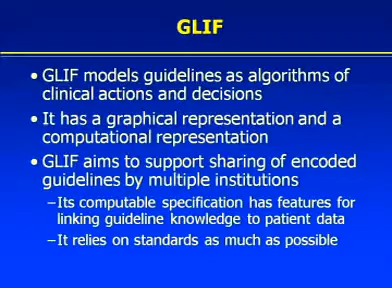 GLIF
• GLIF models guidelines as algorithms of
clinical actions and decisions
• It has a graphical representation and a
computational representation
• GLIF aims to support sharing of encoded
guidelines by multiple institutions
–Its computable specification has features for
linking guideline knowledge to patient data
–It relies on standards as much as possible